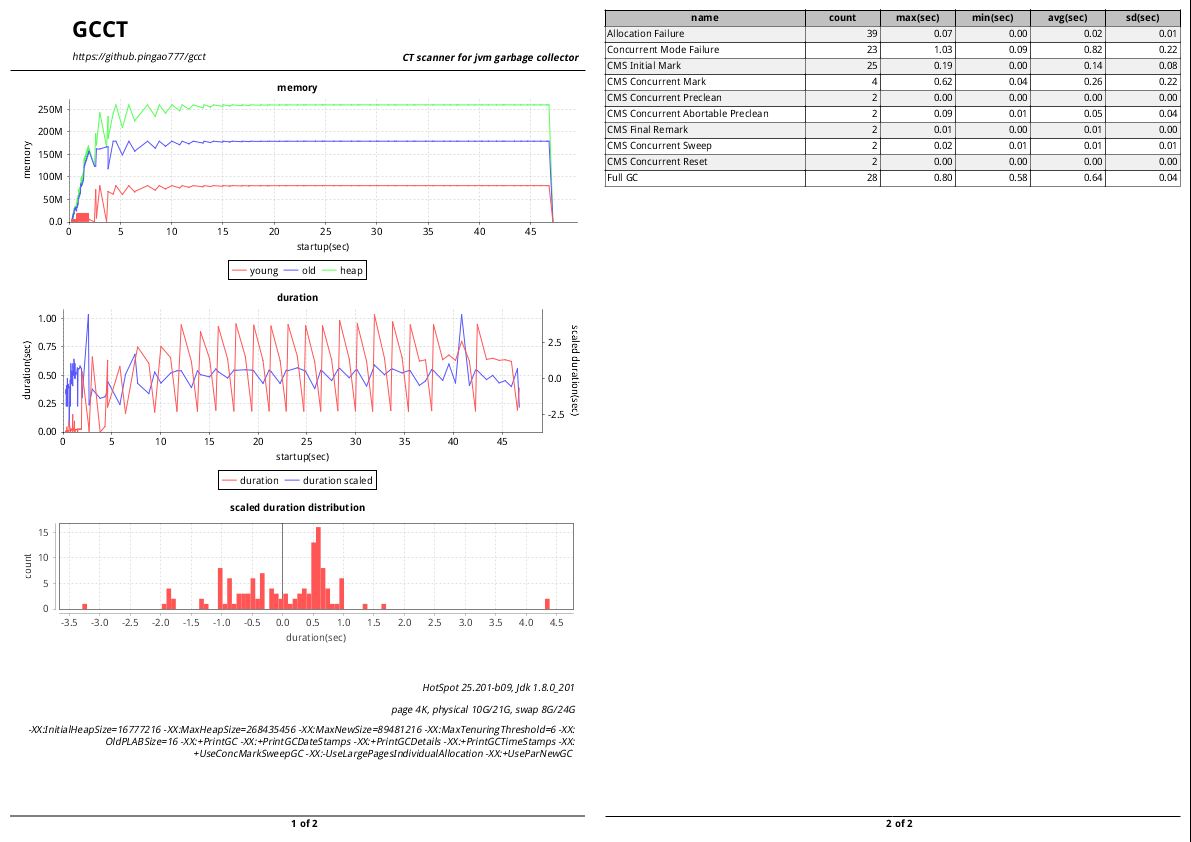 GCCT
https://github.pingao777/gcct
CT scanner for jvm garbage collector
memory
250M
200M
150M
100M
50M
0.0
memory
0 5 10 15 20 25 30 35 40 45
startup(sec)
young old heap
duration
1.00
0.75
0.50
0.25
0.00
duration(sec)
2.5
0.0
-2.5
scaled duration(sec)
0 5 10 15 20 25 30 35 40 45
startup(sec)
duration duration scaled
scaled duration distribution
15
10
5
0
count
-3.5 -3.0 -2.5 -2.0 -1.5 -1.0 -0.5 0.0 0.5 1.0 1.5 2.0 2.5 3.0 3.5 4.0 4.5
duration(sec)
HotSpot 25.201-b09, Jdk 1.8.0_201
page 4K, physical 10G/21G, swap 8G/24G
-XX:InitialHeapSize=16777216 -XX:MaxHeapSize=268435456 -XX:MaxNewSize=89481216 -XX:MaxTenuringThreshold=6 -XX:
OldPLABSize=16 -XX:+PrintGC -XX:+PrintGCDateStamps -XX:+PrintGCDetails -XX:+PrintGCTimeStamps -XX:
+UseConcMarkSweepGC -XX:-UseLargePagesIndividualAllocation -XX:+UseParNewGC
1 of 2
name count max(sec) min(sec) avg(sec) sd(sec)
Allocation Failure 39 0.07 0.00 0.02 0.01
Concurrent Mode Failure 23 1.03 0.09 0.82 0.22
CMS Initial Mark 25 0.19 0.00 0.14 0.08
CMS Concurrent Mark 4 0.62 0.04 0.26 0.22
CMS Concurrent Preclean 2 0.00 0.00 0.00 0.00
CMS Concurrent Abortable Preclean 2 0.09 0.01 0.05 0.04
CMS Final Remark 2 0.01 0.00 0.01 0.00
CMS Concurrent Sweep 2 0.02 0.01 0.01 0.01
CMS Concurrent Reset 2 0.00 0.00 0.00 0.00
Full GC 28 0.80 0.58 0.64 0.04
2 of 2